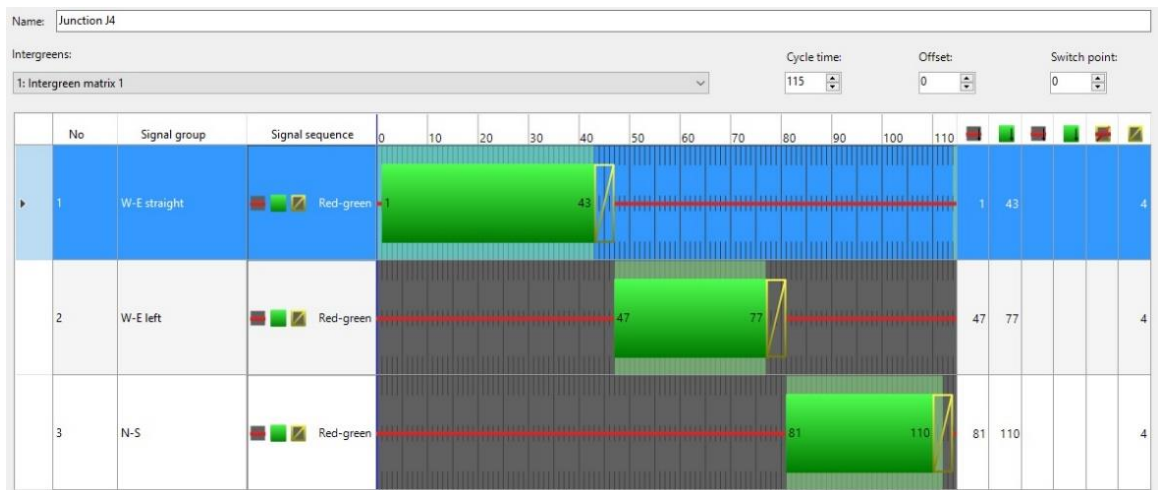 Name: Junction J4
Intergreens: Cycle time: Offset: Switch point:
1: Intergreen matrix 1 115 0 0
No Signal group Signal sequence 0 10 20 30 40 50 60 70 80 90 100 110
1 W-E straight Red-green 1 43 1 43 4
2 W-E left Red-green 47 77 47 77 4
3 N-S Red-green 81 110 81 110 4